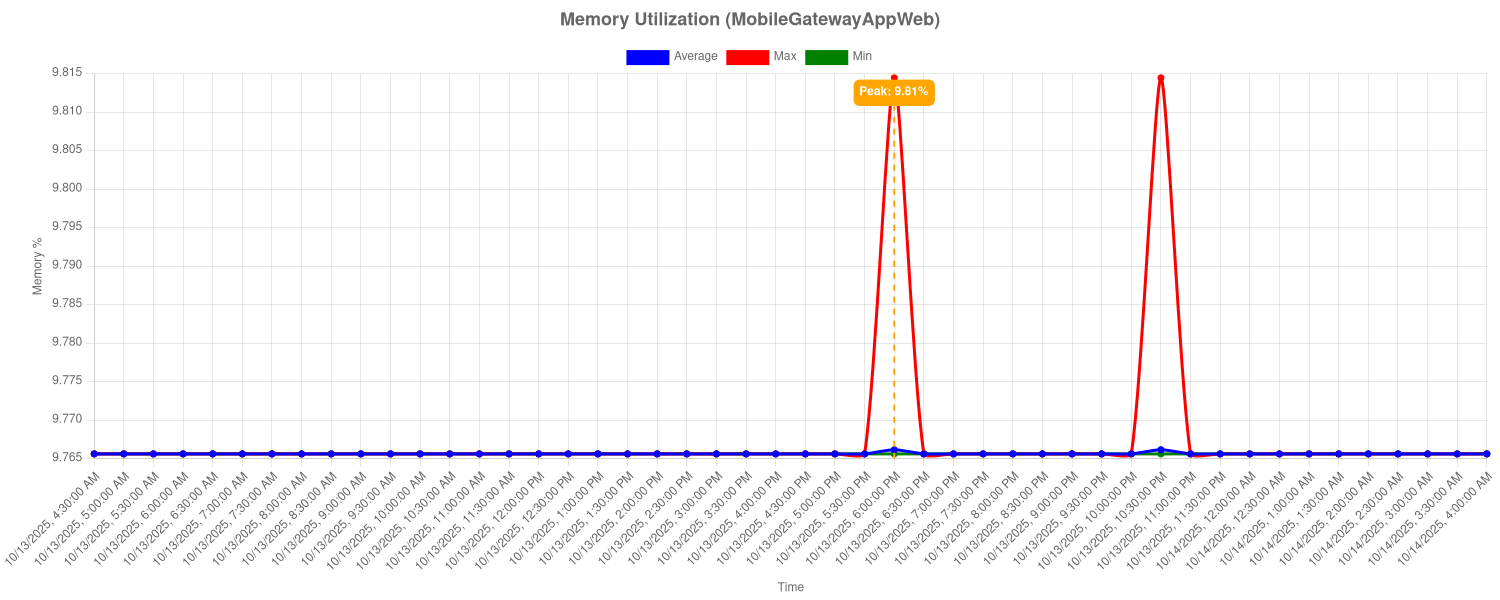 Memory Utilization (MobileGatewayAppWeb)
Average Max Min
9.815
Peak: 9.81%
9.810
9.805
9.800
9.795
9.790
9.785
9.780
9.775
9.770
9.765
Memory %
10/13/2025, 4:30:00 AM
10/13/2025, 5:00:00 AM
10/13/2025, 5:30:00 AM
10/13/2025, 6:00:00 AM
10/13/2025, 6:30:00 AM
10/13/2025, 7:00:00 AM
10/13/2025, 7:30:00 AM
10/13/2025, 8:00:00 AM
10/13/2025, 8:30:00 AM
10/13/2025, 9:00:00 AM
10/13/2025, 9:30:00 AM
10/13/2025, 10:00:00 AM
10/13/2025, 10:30:00 AM
10/13/2025, 11:00:00 AM
10/13/2025, 11:30:00 AM
10/13/2025, 12:00:00 PM
10/13/2025, 12:30:00 PM
10/13/2025, 1:00:00 PM
10/13/2025, 1:30:00 PM
10/13/2025, 2:00:00 PM
10/13/2025, 2:30:00 PM
10/13/2025, 3:00:00 PM
10/13/2025, 3:30:00 PM
10/13/2025, 4:00:00 PM
10/13/2025, 4:30:00 PM
10/13/2025, 5:00:00 PM
10/13/2025, 5:30:00 PM
10/13/2025, 6:00:00 PM
10/13/2025, 6:30:00 PM
10/13/2025, 7:00:00 PM
10/13/2025, 7:30:00 PM
10/13/2025, 8:00:00 PM
10/13/2025, 8:30:00 PM
10/13/2025, 9:00:00 PM
10/13/2025, 9:30:00 PM
10/13/2025, 10:00:00 PM
10/13/2025, 10:30:00 PM
10/13/2025, 11:00:00 PM
10/13/2025, 11:30:00 PM
10/14/2025, 12:00:00 AM
10/14/2025, 12:30:00 AM
10/14/2025, 1:00:00 AM
10/14/2025, 1:30:00 AM
10/14/2025, 2:00:00 AM
10/14/2025, 2:30:00 AM
10/14/2025, 3:00:00 AM
10/14/2025, 3:30:00 AM
10/14/2025, 4:00:00 AM
Time